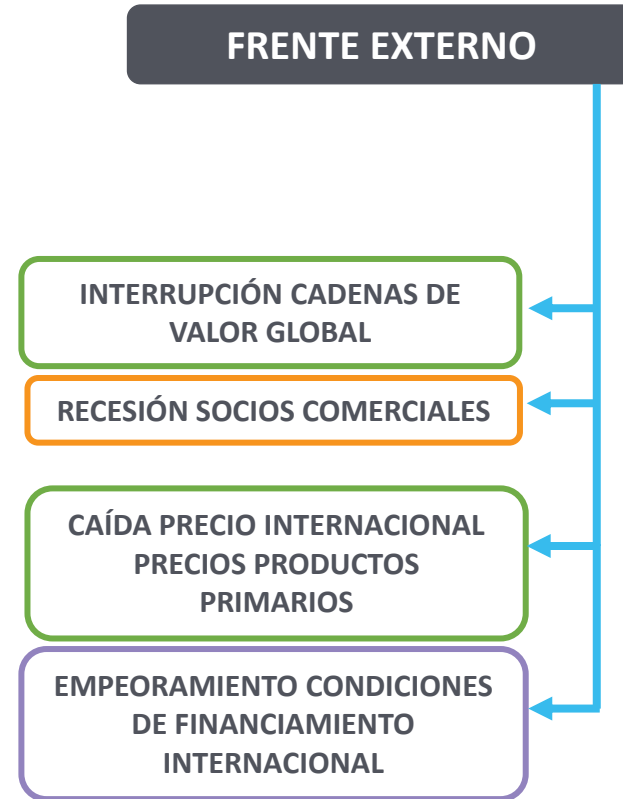 FRENTE EXTERNO
INTERRUPCIÓN CADENAS DE
VALOR GLOBAL
RECESIÓN SOCIOS COMERCIALES
CAÍDA PRECIO INTERNACIONAL
PRECIOS PRODUCTOS
PRIMARIOS
EMPEORAMIENTO CONDICIONES
DE FINANCIAMIENTO
INTERNACIONAL